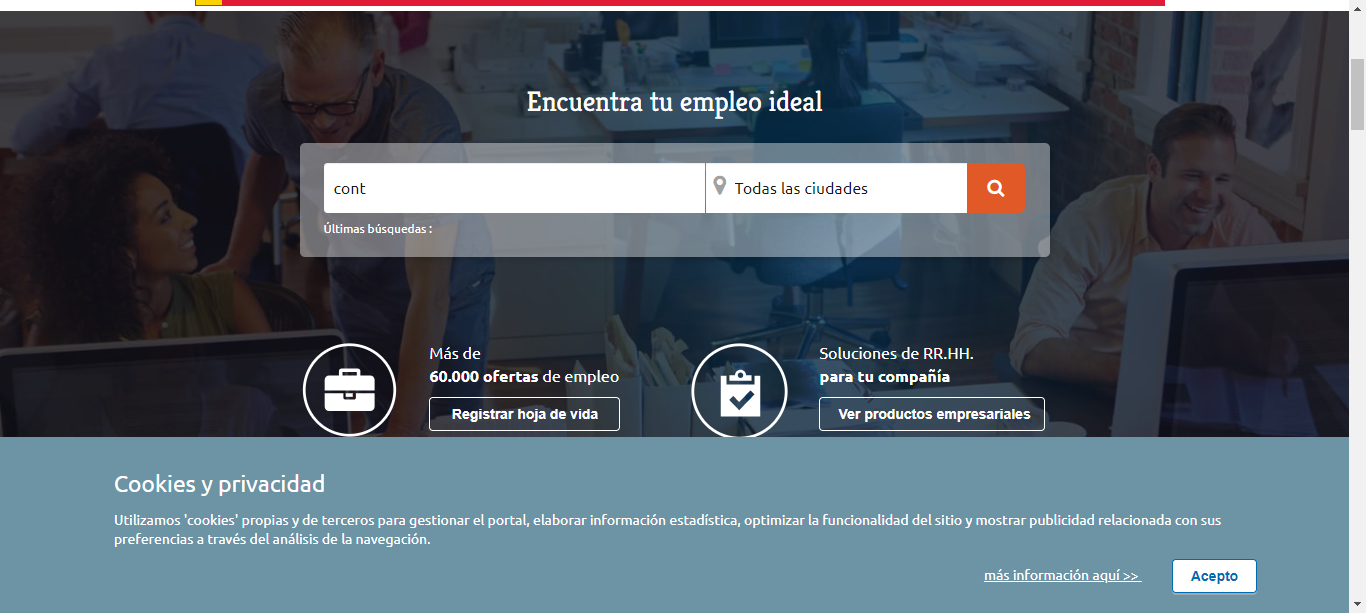 Encuentra tu empleo ideal
cont
Todas las ciudades
Últimas búsquedas :
Más de
60.000 ofertas de empleo
Registrar hoja de vida
Soluciones de RR.HH.
para tu compañía
Ver productos empresariales
Cookies y privacidad
Utilizamos 'cookies' propias y de terceros para gestionar el portal, elaborar información estadística, optimizar la funcionalidad del sitio y mostrar publicidad relacionada con sus
preferencias a través del análisis de la navegación.
más información aquí >>
Acepto